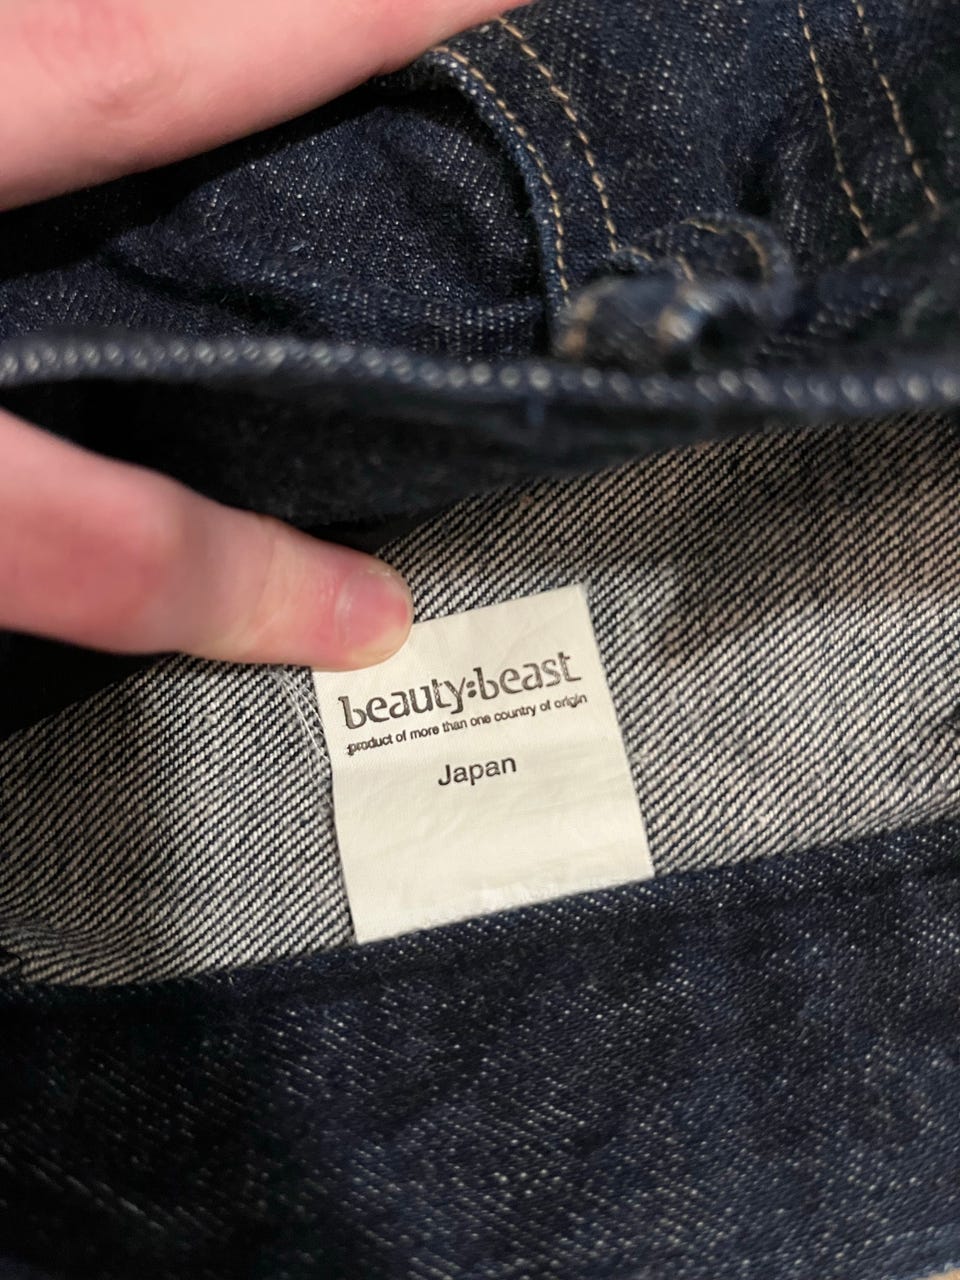 beauty:beast
product of more than one country of origin
Japan